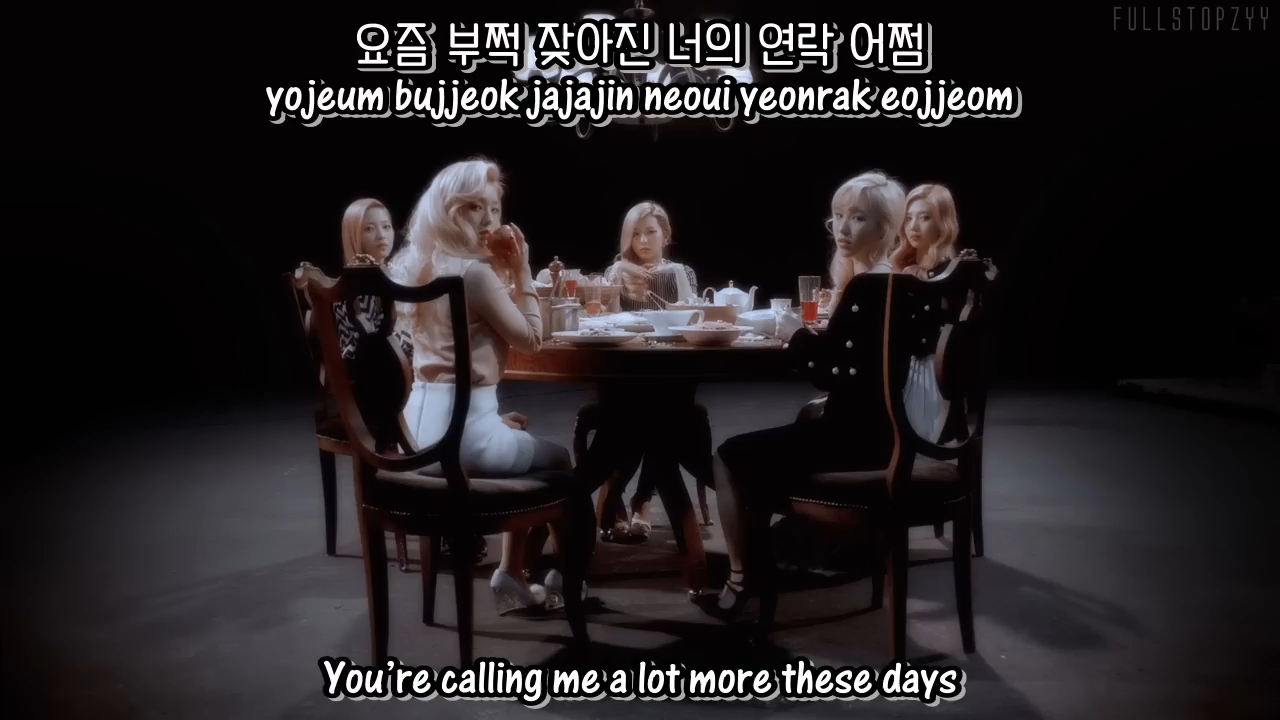 FULLSTOPZYY
요즘 부쩍 잦아진 너의 연락 어쩜
yojeum bujjeok jajajin neoui yeonrak eojjeom
You're calling me a lot more these days